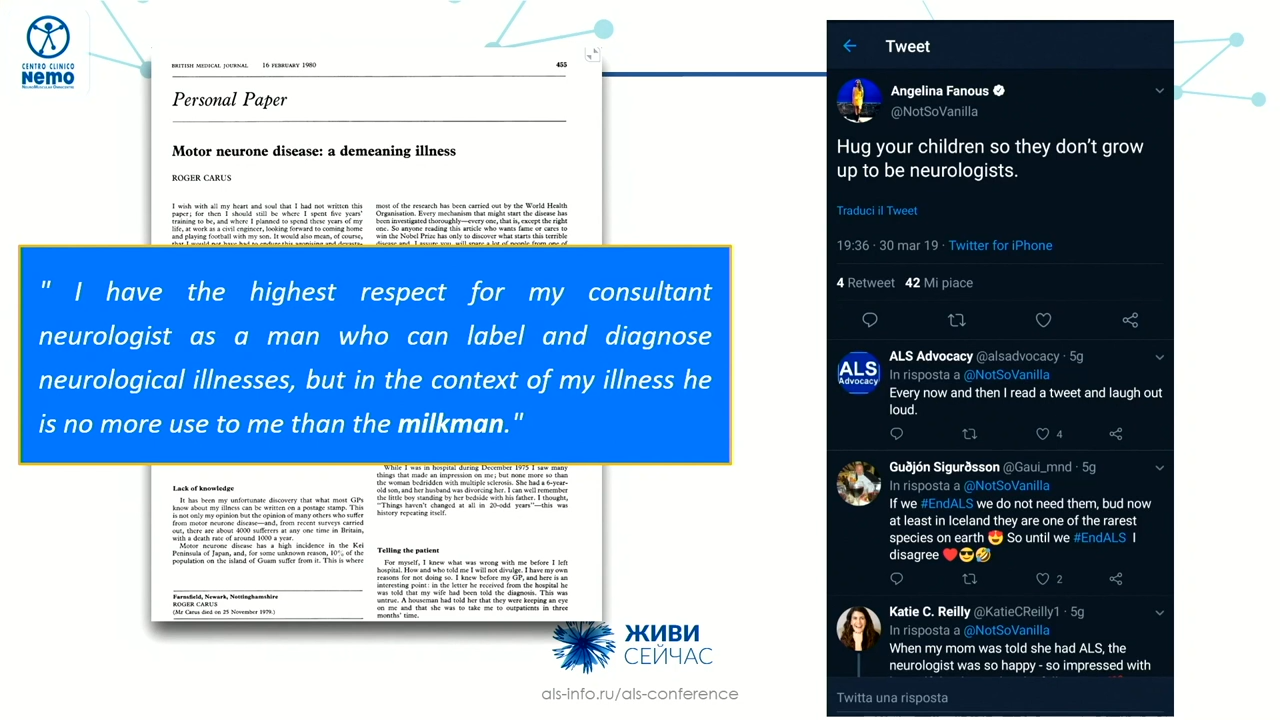 CENTRO CLINICO
NeMO
BRITISH MEDICAL JOURNAL 16 FEBRUARY 1980 455
Personal Paper
Motor neurone disease: a demeaning illness
ROGER CARUS
I wish with all my heart and soul that I had not written this
paper; for then I should still be where I spent five years'
training to be, and where I planned to spend these years of my
life, at work as a civil engineer, looking forward to coming home
and playing football with my son. It would also mean, of course,
that I would not have had to endure this agonising and devasta-
most of the research has been carried out by the World Health
Organisation. Every mechanism that might start the disease has
been investigated thoroughly—every one, that is, except the right
one. So anyone reading this article who wants fame or cares to
win the Nobel Prize has only to discover what starts this terrible
disease and, I assure you, will spare a lot of people from one of
" I have the highest respect for my consultant
neurologist as a man who can label and diagnose
neurological illnesses, but in the context of my illness he
is no more use to me than the milkman."
Lack of knowledge
It has been my unfortunate discovery that what most GPs
know about my illness can be written on a postage stamp. This
is not only my opinion but the opinion of many others who suffer
from motor neurone disease—and, from recent surveys carried
out, there are about 4000 sufferers at any one time in Britain,
with a death rate of around 1000 a year.
Motor neurone disease has a high incidence in the Kei
Peninsula of Japan, and, for some unknown reason, 10% of the
population on the island of Guam suffer from it. This is where
Farnsfield, Newark, Nottinghamshire
ROGER CARUS
(Mr Carus died on 25 November 1979.)
While I was in hospital during December 1975 I saw many
things that made an impression on me; but none more so than
the woman bedridden with multiple sclerosis. She had a 6-year-
old son, and her husband was divorcing her. I can well remember
the little boy standing by her bedside with his father. I thought,
"Things haven't changed at all in 20-odd years"—this was
history repeating itself.
Telling the patient
For myself, I knew what was wrong with me before I left
hospital. How and who told me I will not divulge. I have my own
reasons for not doing so. I knew before my GP, and here is an
interesting point: in the letter he received from the hospital he
was told that my wife had been told the diagnosis. This was
untrue. A houseman had told her that they were keeping an eye
on me and that she was to take me to outpatients in three
months' time.
ЖИВИ
СЕЙЧАС
als-info.ru/als-conference
Tweet
Angelina Fanous
@NotSoVanilla
Hug your children so they don't grow
up to be neurologists.
Traduci il Tweet
19:36 · 30 mar 19 · Twitter for iPhone
4 Retweet 42 Mi piace
ALS
Advocacy
ALS Advocacy @alsadvocacy · 5g
In risposta a @NotSoVanilla
Every now and then I read a tweet and laugh out
loud.
4
Guðjón Sigurðsson @Gaui_mnd · 5g
In risposta a @NotSoVanilla
If we #EndALS we do not need them, but now
at least in Iceland they are one of the rarest
species on earth 😍 So until we #EndALS I
disagree ❤️😎🤣
2
Katie C. Reilly @KatieCReilly1 · 5g
In risposta a @NotSoVanilla
When my mom was told she had ALS, the
neurologist was so happy - so impressed with
Twitta una risposta